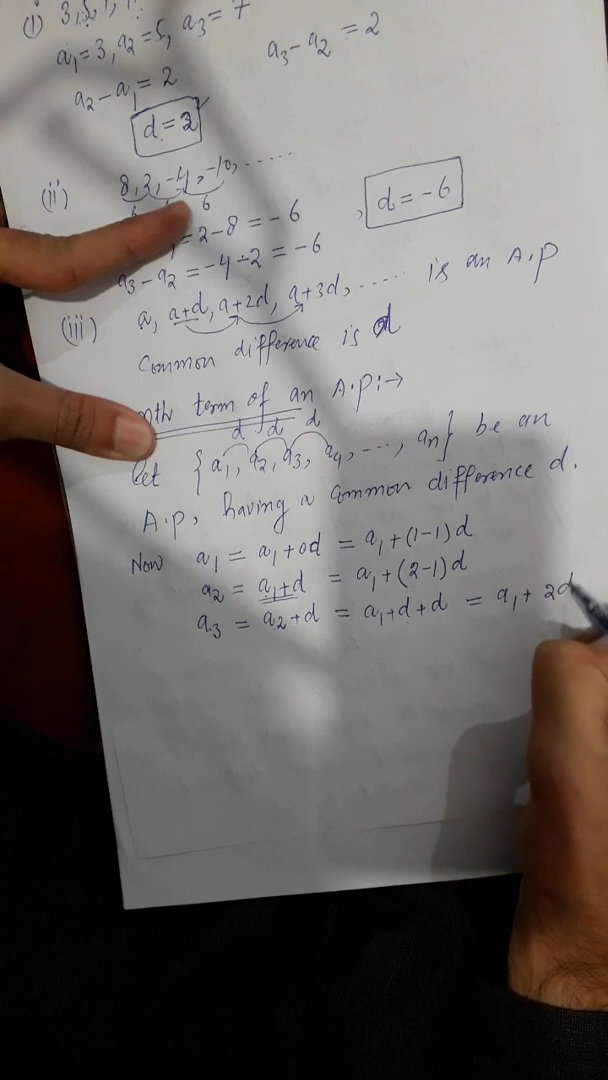 (i) 3, 5, 7,
a₁=3, a₂=5, a₃=7
a₃-a₂=2
a₂-a₁=2
d=2
(ii) 8, 2, -4, -10, .....
6 6
=2-8=-6, d=-6
a₃-a₂=-4-2=-6
(iii) a, a+d, a+2d, a+3d, ..... is an A.p
Common difference is d
nth term of an A.p:→
d d d
let {a₁, a₂, a₃, a₄, ..., aₙ} be an
A.p, having a common difference d.
Now a₁ = a₁+0d = a₁+(1-1)d
a₂ = a₁+d = a₁+(2-1)d
a₃ = a₂+d = a₁+d+d = a₁+2d